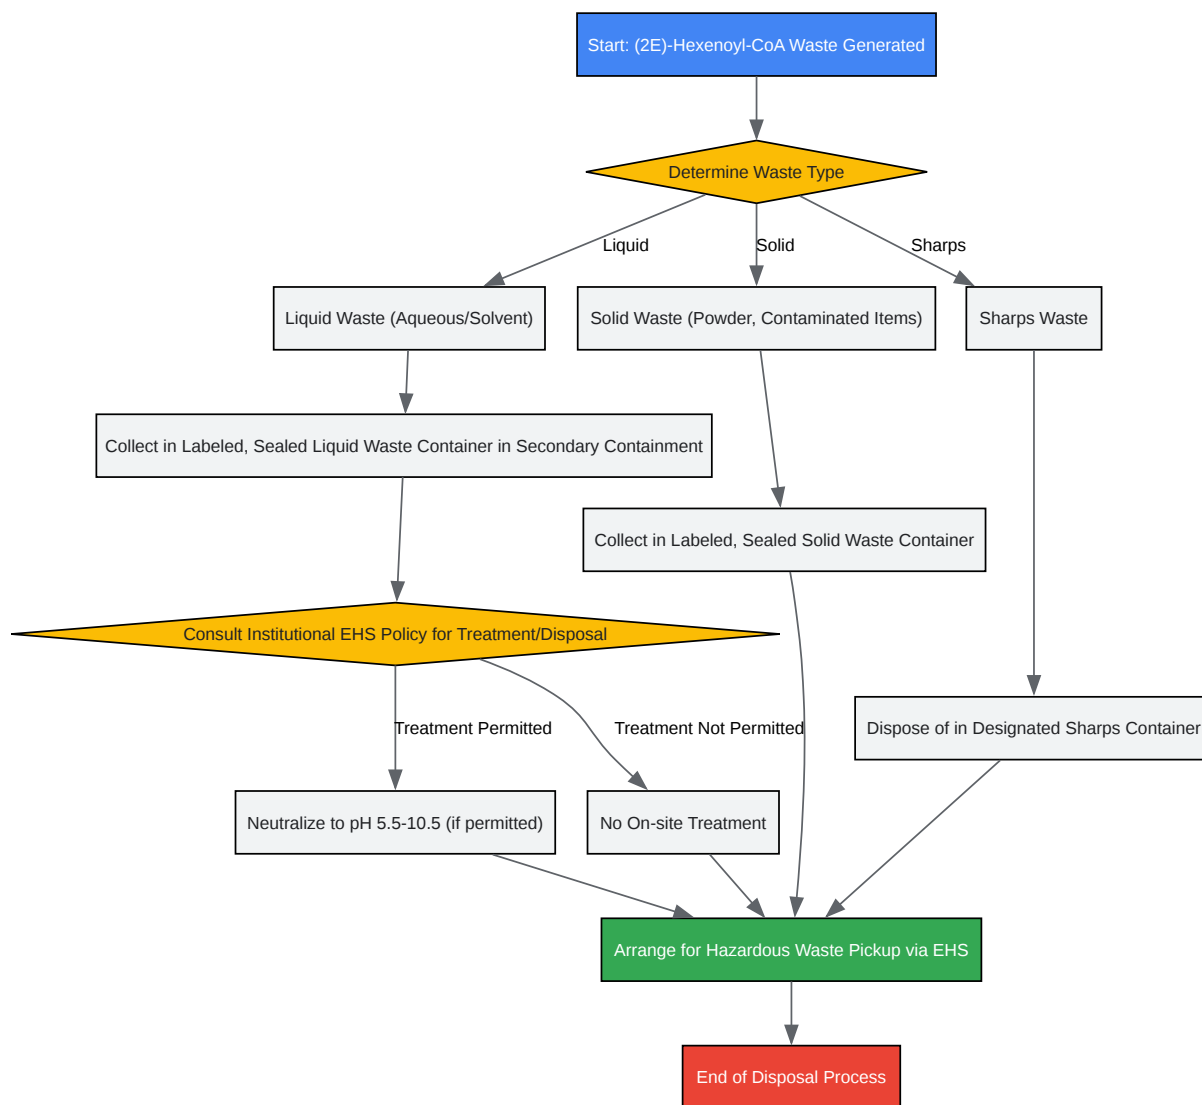 Start: (2E)-Hexenoyl-CoA Waste Generated
Determine Waste Type
Liquid
Solid
Sharps
Liquid Waste (Aqueous/Solvent)
Solid Waste (Powder, Contaminated Items)
Sharps Waste
Collect in Labeled, Sealed Liquid Waste Container in Secondary Containment
Collect in Labeled, Sealed Solid Waste Container
Consult Institutional EHS Policy for Treatment/Disposal
Treatment Permitted
Treatment Not Permitted
Dispose of in Designated Sharps Container
Neutralize to pH 5.5-10.5 (if permitted)
No On-site Treatment
Arrange for Hazardous Waste Pickup via EHS
End of Disposal Process